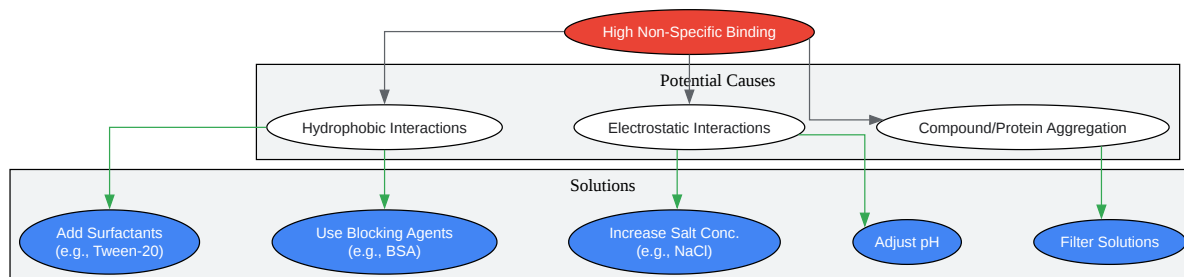 High Non-Specific Binding
Potential Causes
Hydrophobic Interactions
Electrostatic Interactions
Compound/Protein Aggregation
Solutions
Add Surfactants
(e.g., Tween-20)
Use Blocking Agents
(e.g., BSA)
Increase Salt Conc.
(e.g., NaCl)
Adjust pH
Filter Solutions